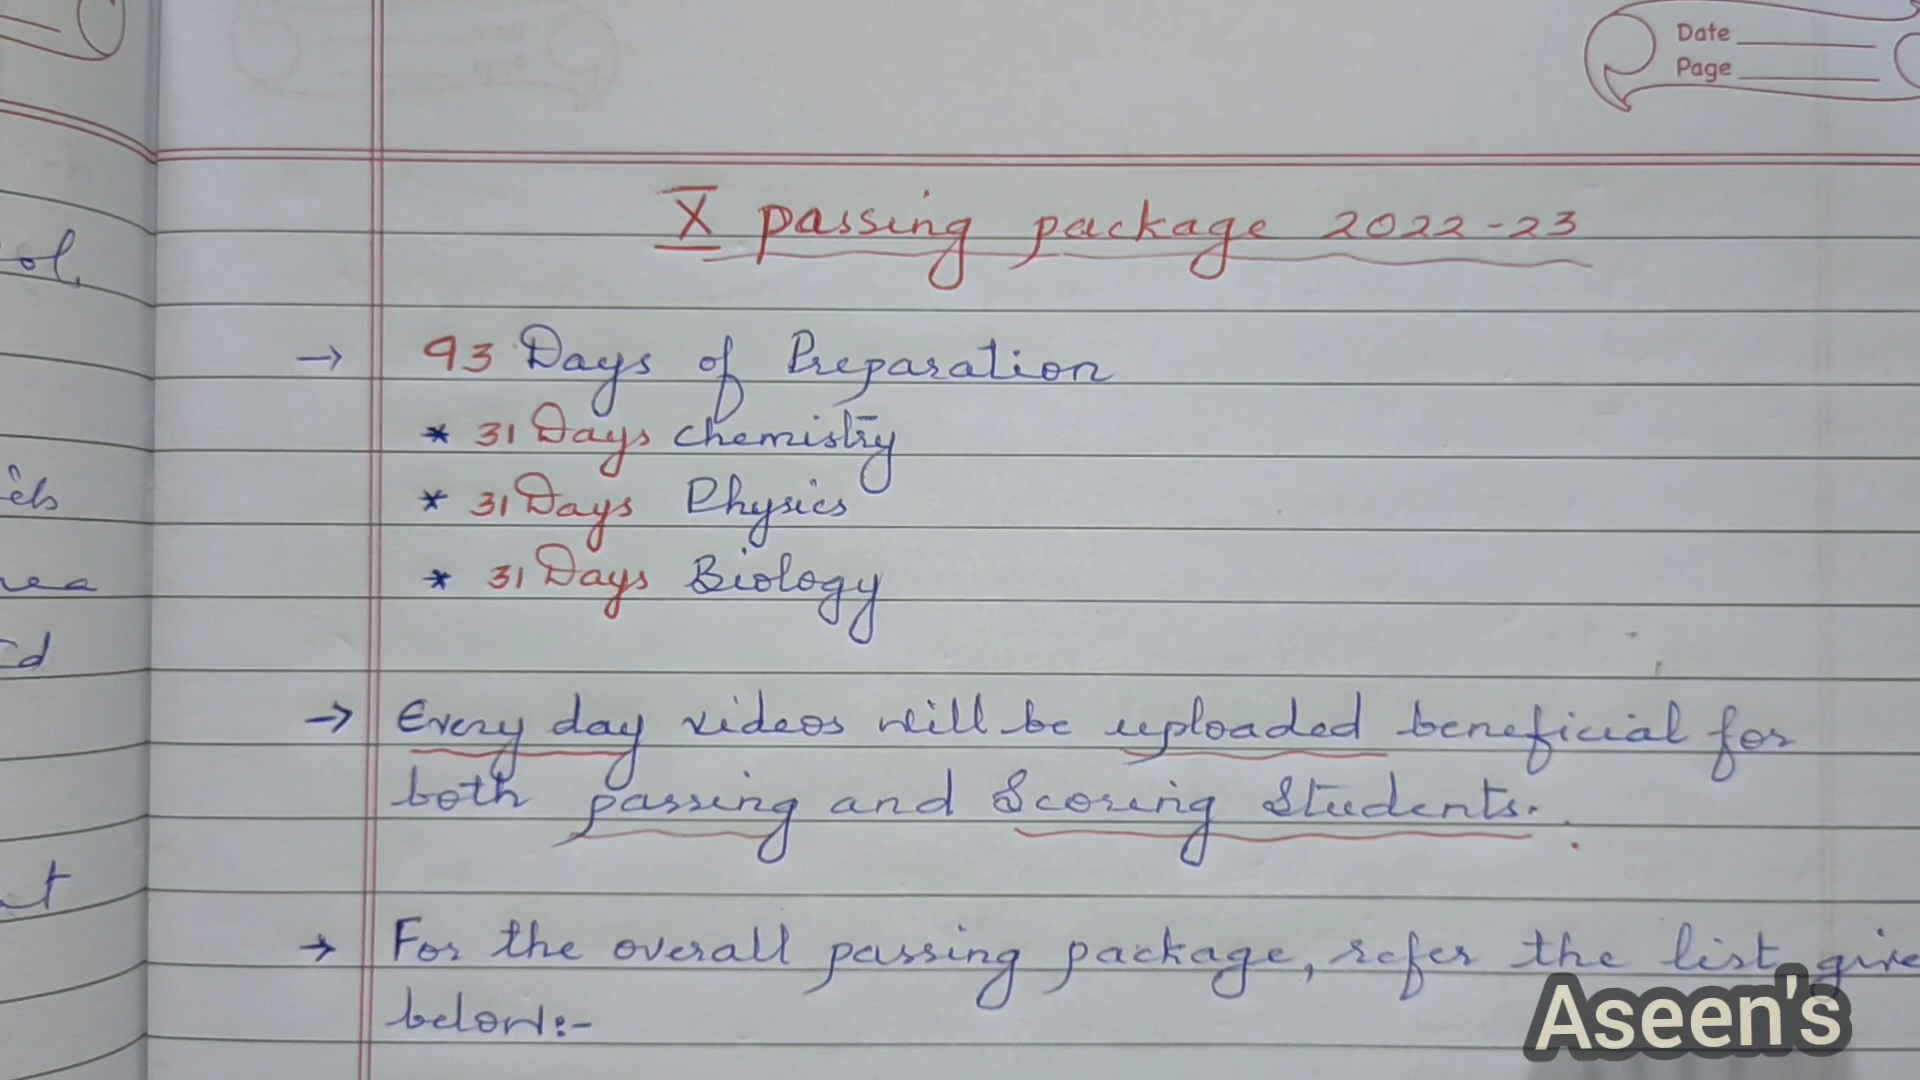 Date
Page
X passing package 2022-23
→ 93 Days of Preparation
* 31 Days Chemistry
* 31 Days Physics
* 31 Days Biology
→ Every day videos will be uploaded beneficial for
both passing and Scoring Students.
→ For the overall passing package, refer the list give
below:-
Aseen's